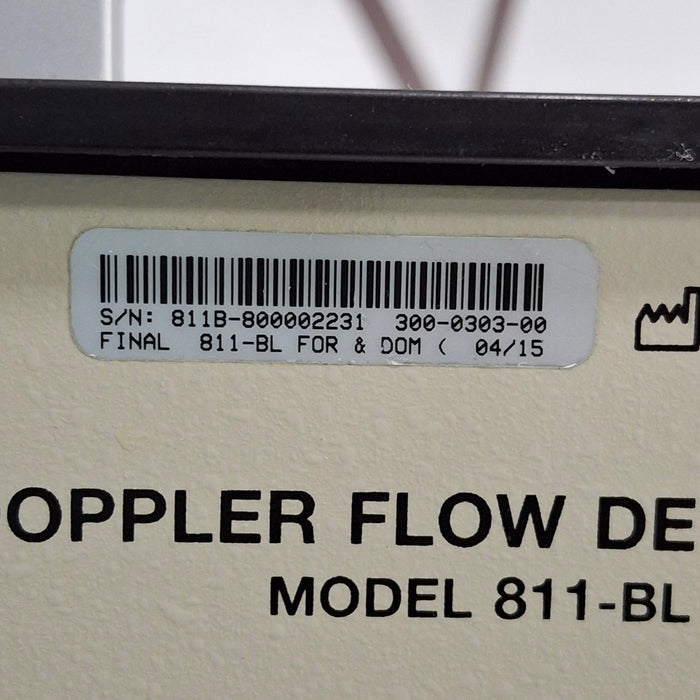 S/N: 811B-800002231 300-0303-00
FINAL 811-BL FOR & DOM ( 04/15
OPPLER FLOW DE
MODEL 811-BL